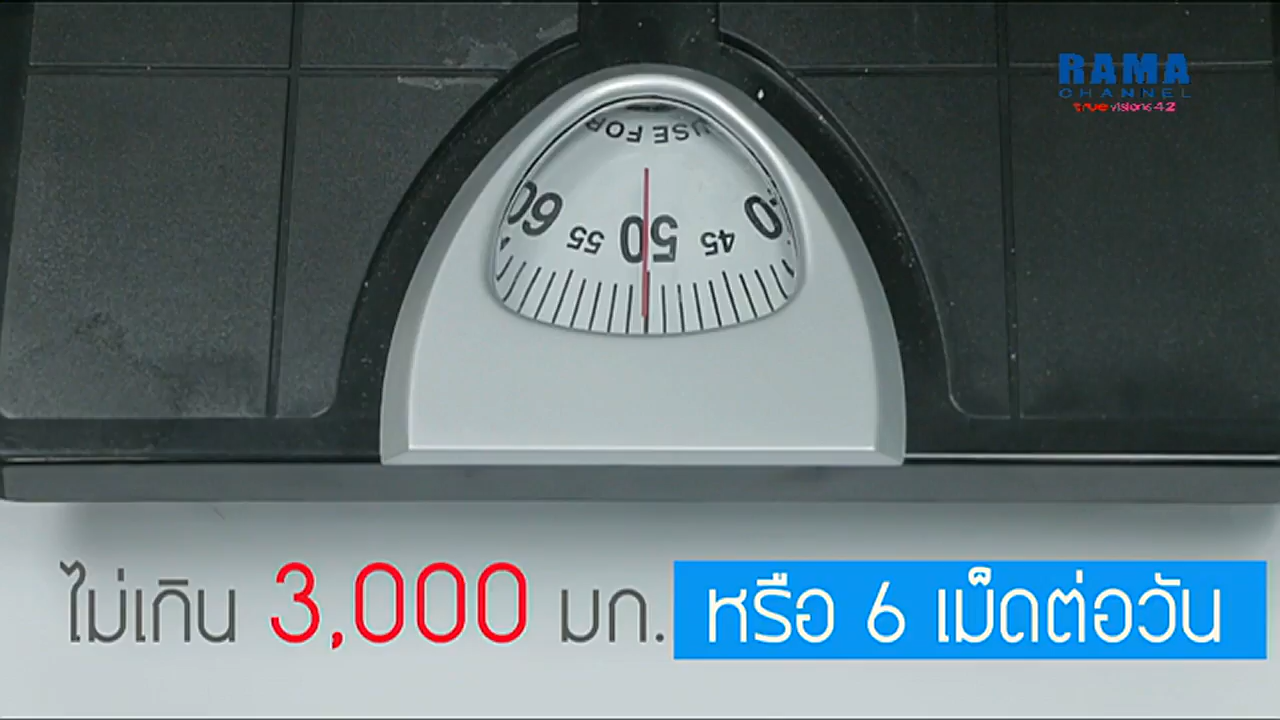 RAMA
CHANNEL
true visions 42
USE FOR
60 55 50 45 0
ไม่เกิน 3,000 มก. หรือ 6 เม็ดต่อวัน